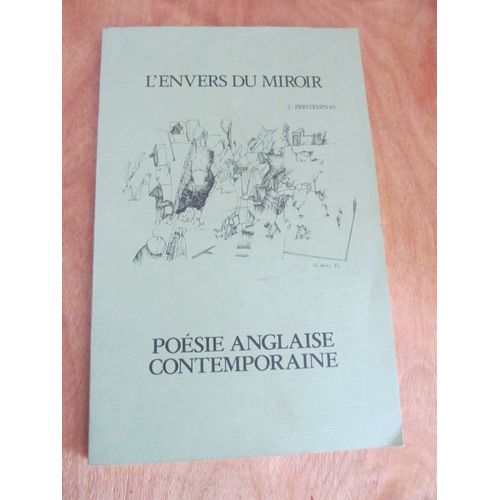 L'ENVERS DU MIROIR
2 - PRINTEMPS 83
POÉSIE ANGLAISE
CONTEMPORAINE